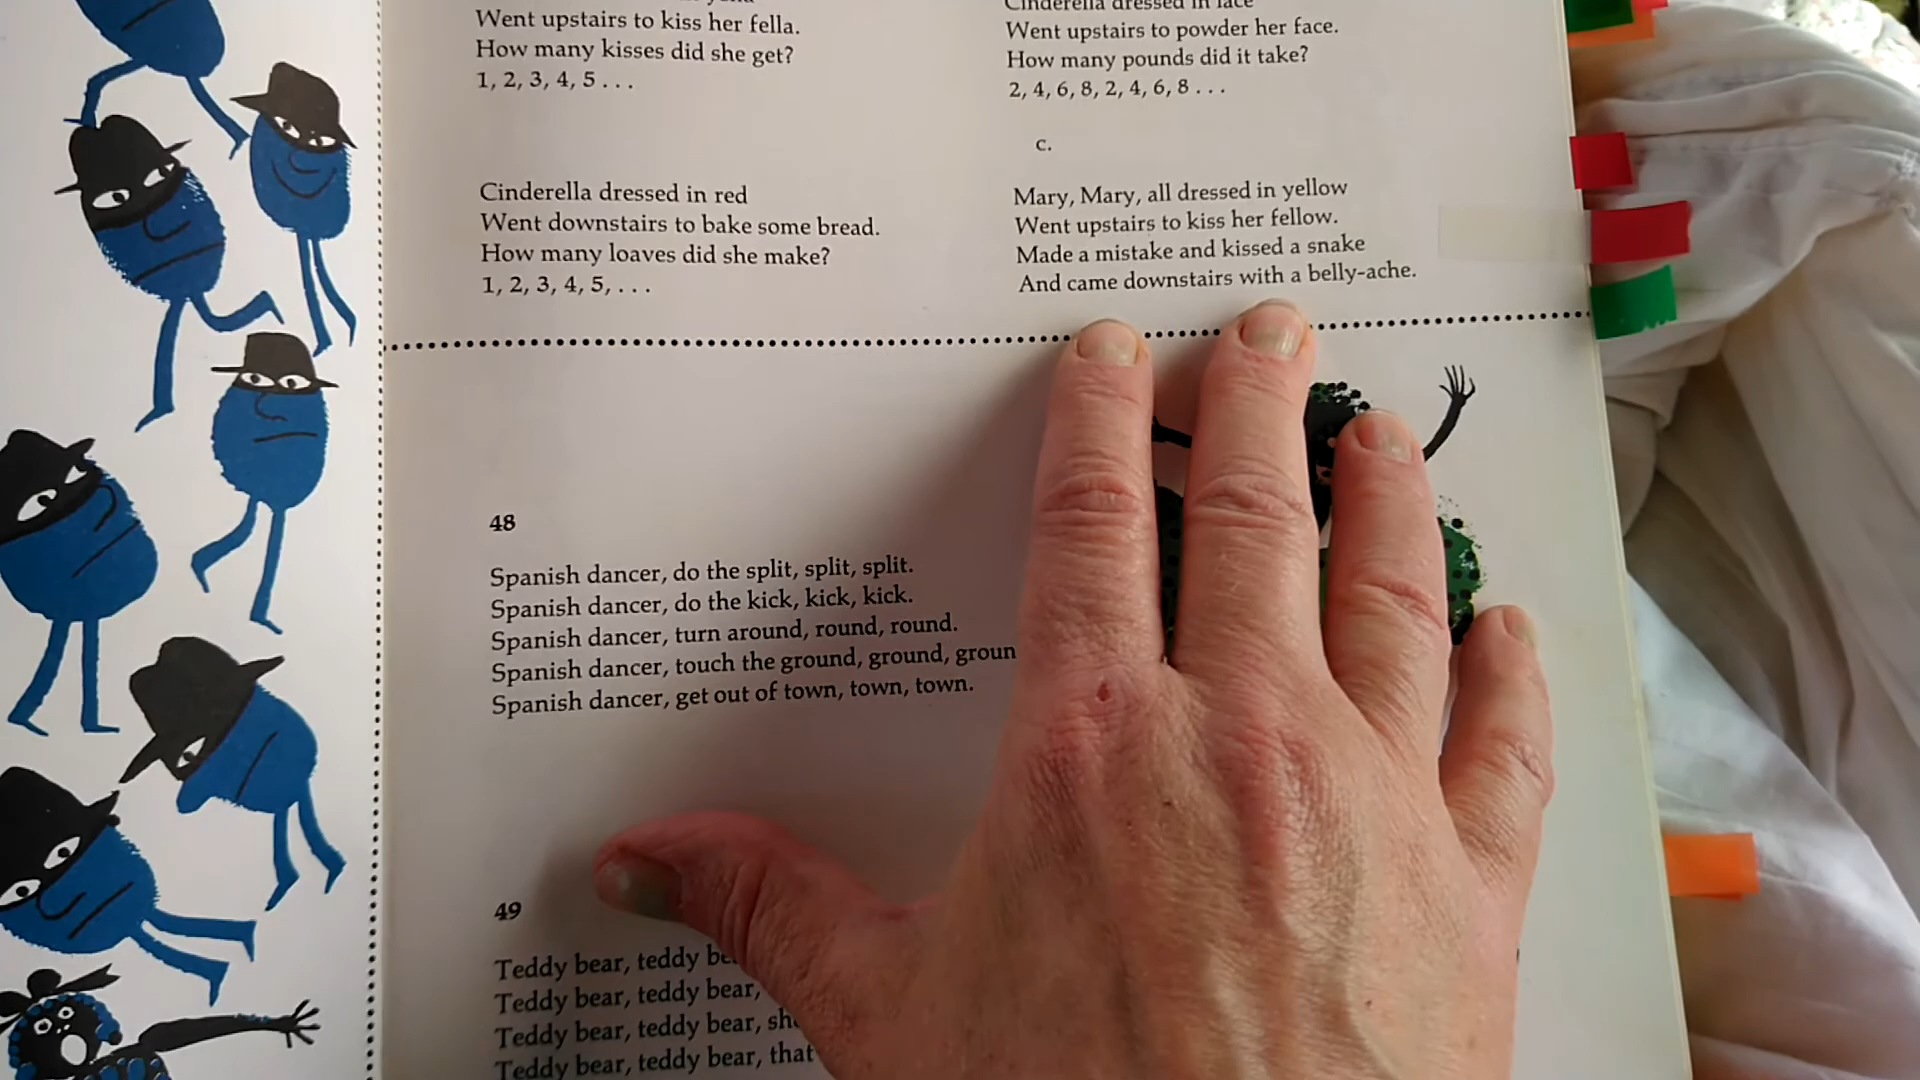 Went upstairs to kiss her fella.
How many kisses did she get?
1, 2, 3, 4, 5 . . .
Cinderella dressed in red
Went downstairs to bake some bread.
How many loaves did she make?
1, 2, 3, 4, 5, . . .
Cinderella dressed in lace
Went upstairs to powder her face.
How many pounds did it take?
2, 4, 6, 8, 2, 4, 6, 8 . . .
c.
Mary, Mary, all dressed in yellow
Went upstairs to kiss her fellow.
Made a mistake and kissed a snake
And came downstairs with a belly-ache.
48
Spanish dancer, do the split, split, split.
Spanish dancer, do the kick, kick, kick.
Spanish dancer, turn around, round, round.
Spanish dancer, touch the ground, ground, groun
Spanish dancer, get out of town, town, town.
49
Teddy bear, teddy
Teddy bear, teddy bear,
Teddy bear, teddy bear,
Teddy bear, teddy bear, that